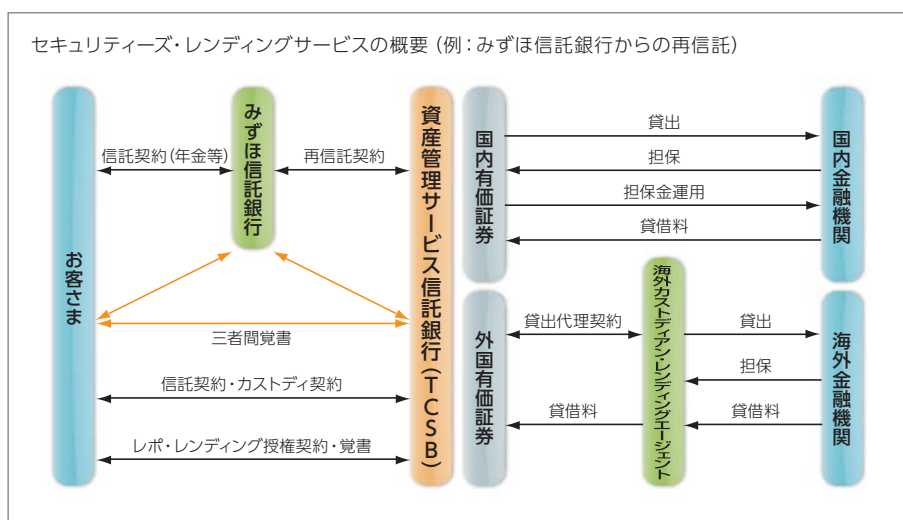 セキュリティーズ・レンディングサービスの概要（例：みずほ信託銀行からの再信託）
お客さま
信託契約（年金等）
みずほ信託銀行
再信託契約
三者間覚書
信託契約・カストディ契約
レポ・レンディング授権契約・覚書
資産管理サービス信託銀行（TCSB）
国内有価証券
貸出
担保
担保金運用
貸借料
国内金融機関
外国有価証券
貸出代理契約
貸借料
海外カストディアン・レンディングエージェント
貸出
担保
貸借料
海外金融機関